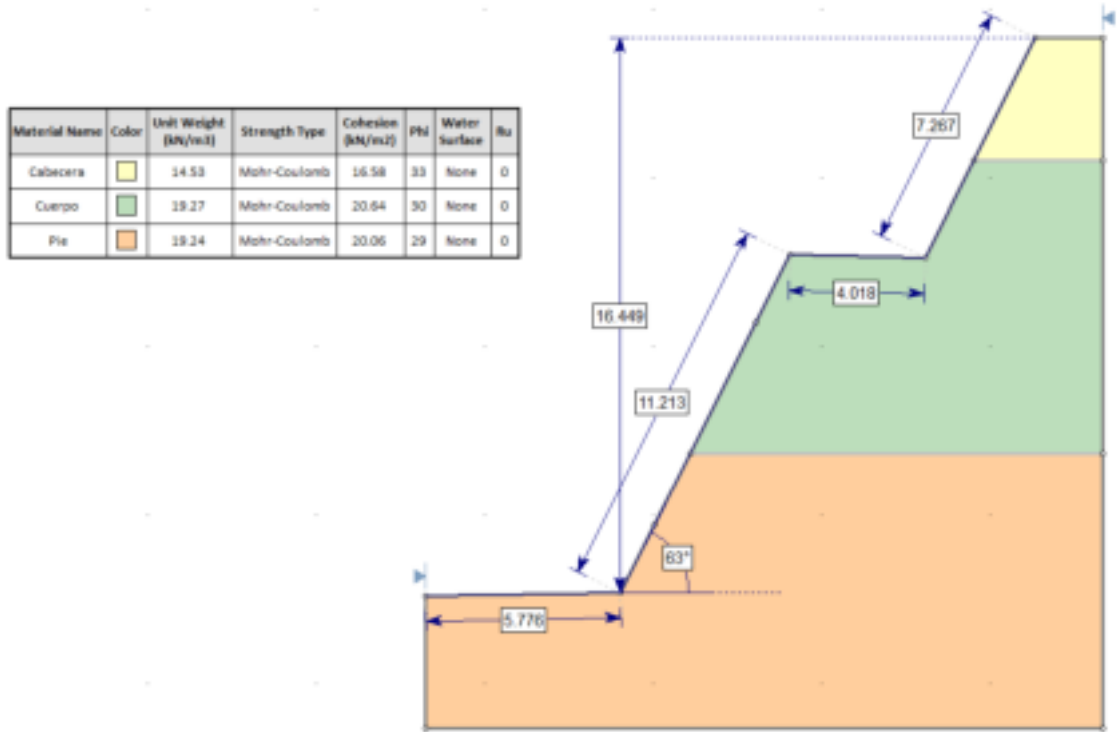 Material Name Color Unit Weight (kN/m3) Strength Type Cohesion (kN/m2) Phi Water Surface Ru
Cabecera 14.53 Mohr-Coulomb 16.58 33 None 0
Cuerpo 19.27 Mohr-Coulomb 20.64 30 None 0
Pie 19.24 Mohr-Coulomb 20.06 29 None 0
7.267
4.018
16.449
11.213
63°
5.776